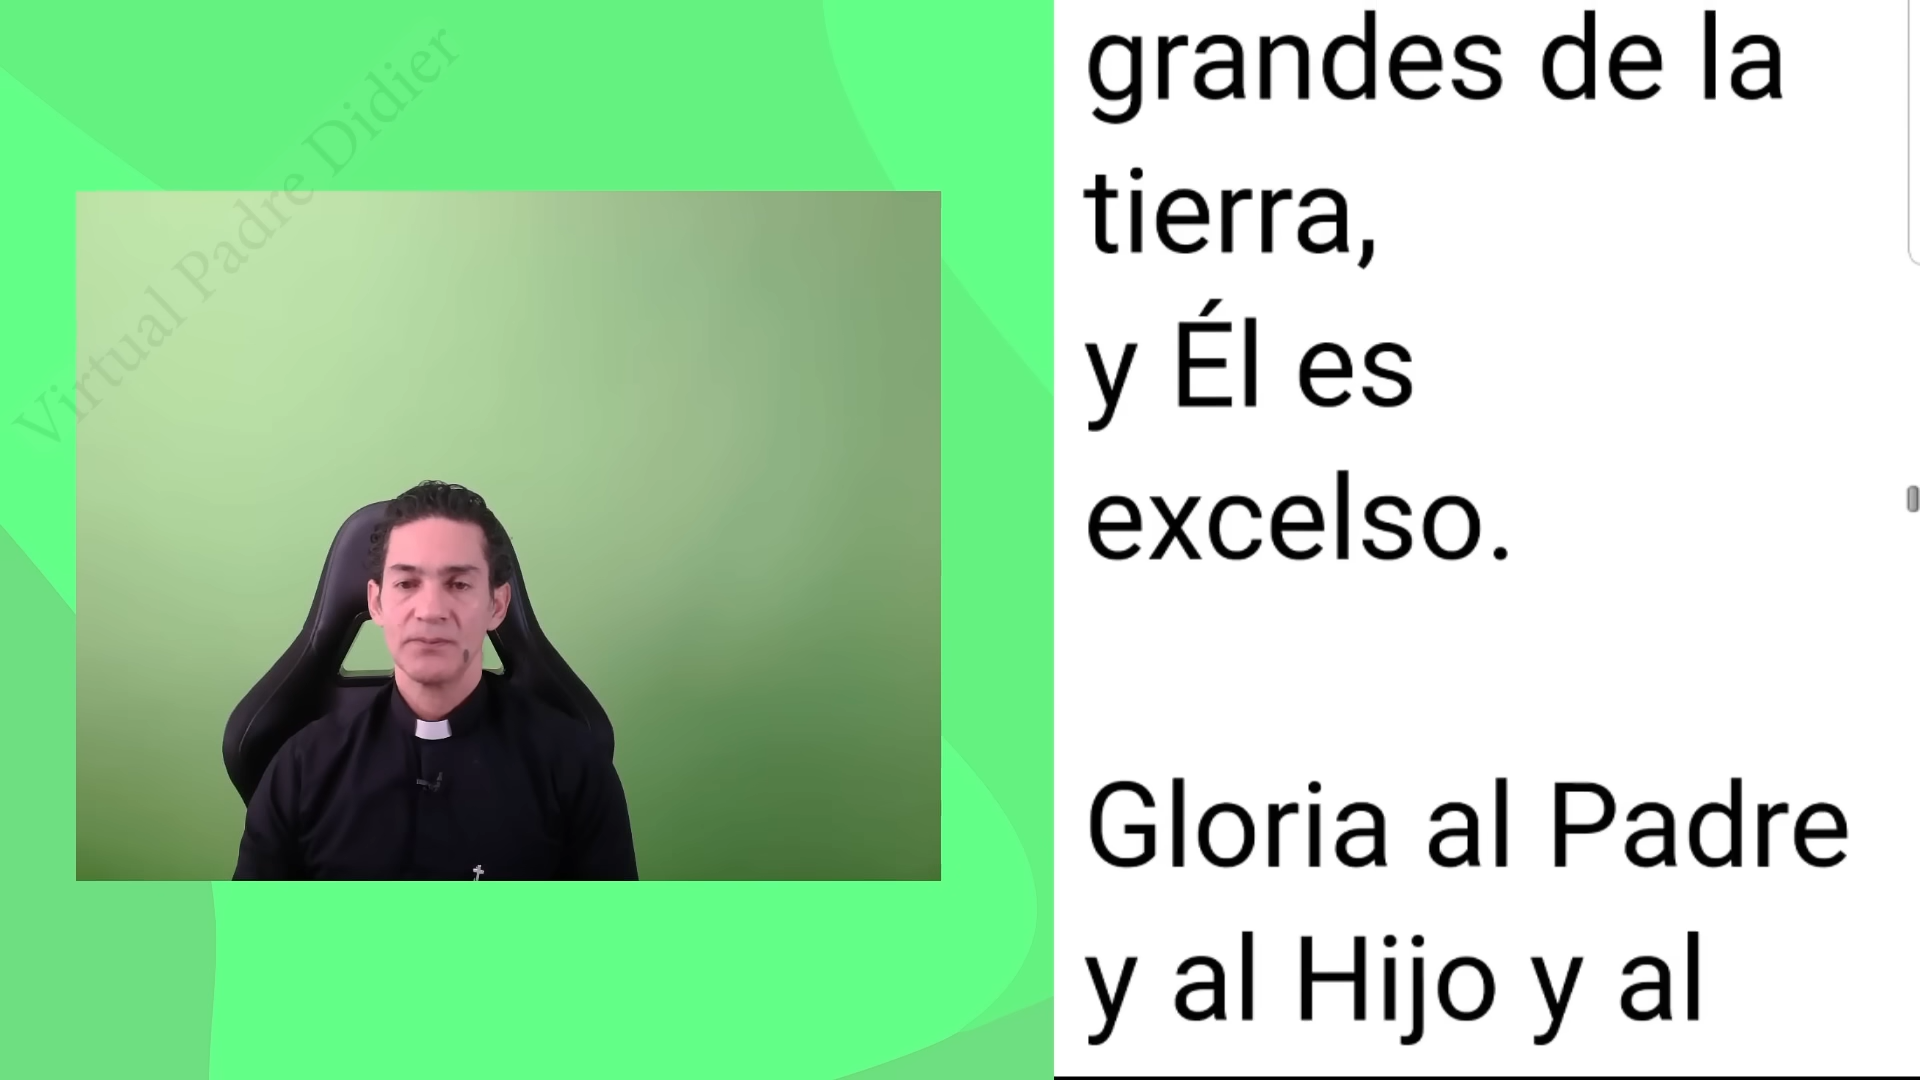 Virtual Padre Didier
grandes de la
tierra,
y Él es
excelso.
Gloria al Padre
y al Hijo y al